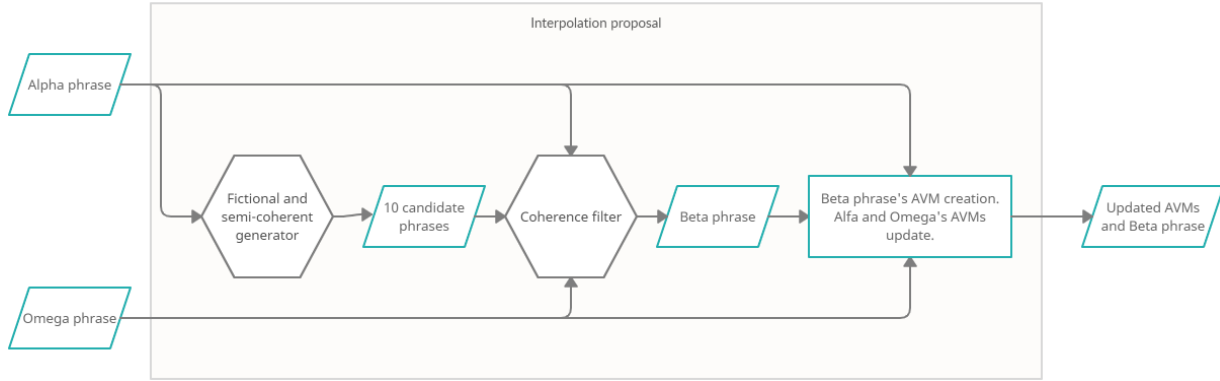 Interpolation proposal
Alpha phrase
Fictional and
semi-coherent
generator
10 candidate
phrases
Coherence filter
Beta phrase
Beta phrase's AVM creation.
Alfa and Omega's AVMs
update.
Updated AVMs
and Beta phrase
Omega phrase